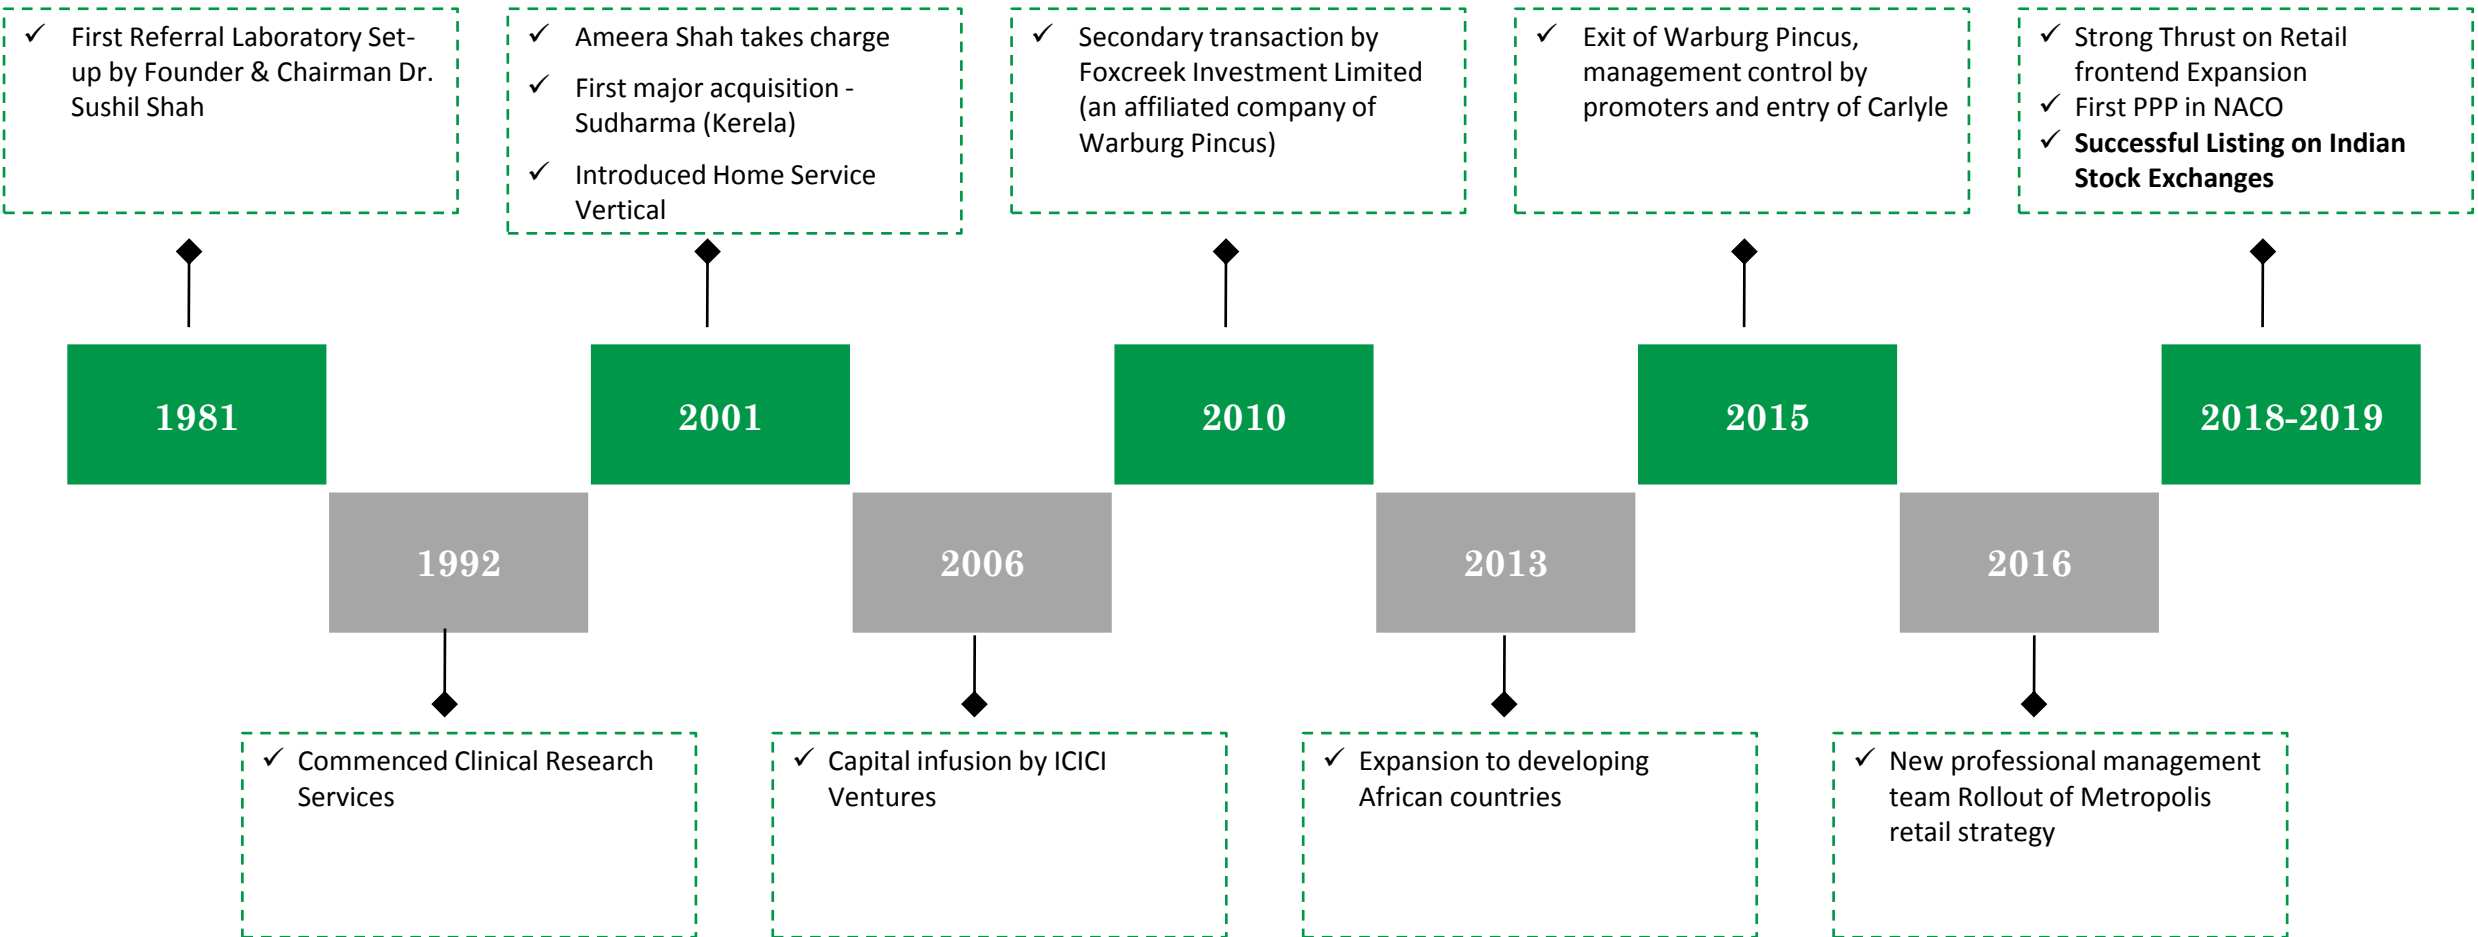 ✓ First Referral Laboratory Set-
up by Founder & Chairman Dr.
Sushil Shah
✓ Ameera Shah takes charge
✓ First major acquisition -
Sudharma (Kerela)
✓ Introduced Home Service
Vertical
✓ Secondary transaction by
Foxcreek Investment Limited
(an affiliated company of
Warburg Pincus)
✓ Exit of Warburg Pincus,
management control by
promoters and entry of Carlyle
✓ Strong Thrust on Retail
frontend Expansion
✓ First PPP in NACO
✓ Successful Listing on Indian
Stock Exchanges
1981
2001
2010
2015
2018-2019
1992
2006
2013
2016
✓ Commenced Clinical Research
Services
✓ Capital infusion by ICICI
Ventures
✓ Expansion to developing
African countries
✓ New professional management
team Rollout of Metropolis
retail strategy